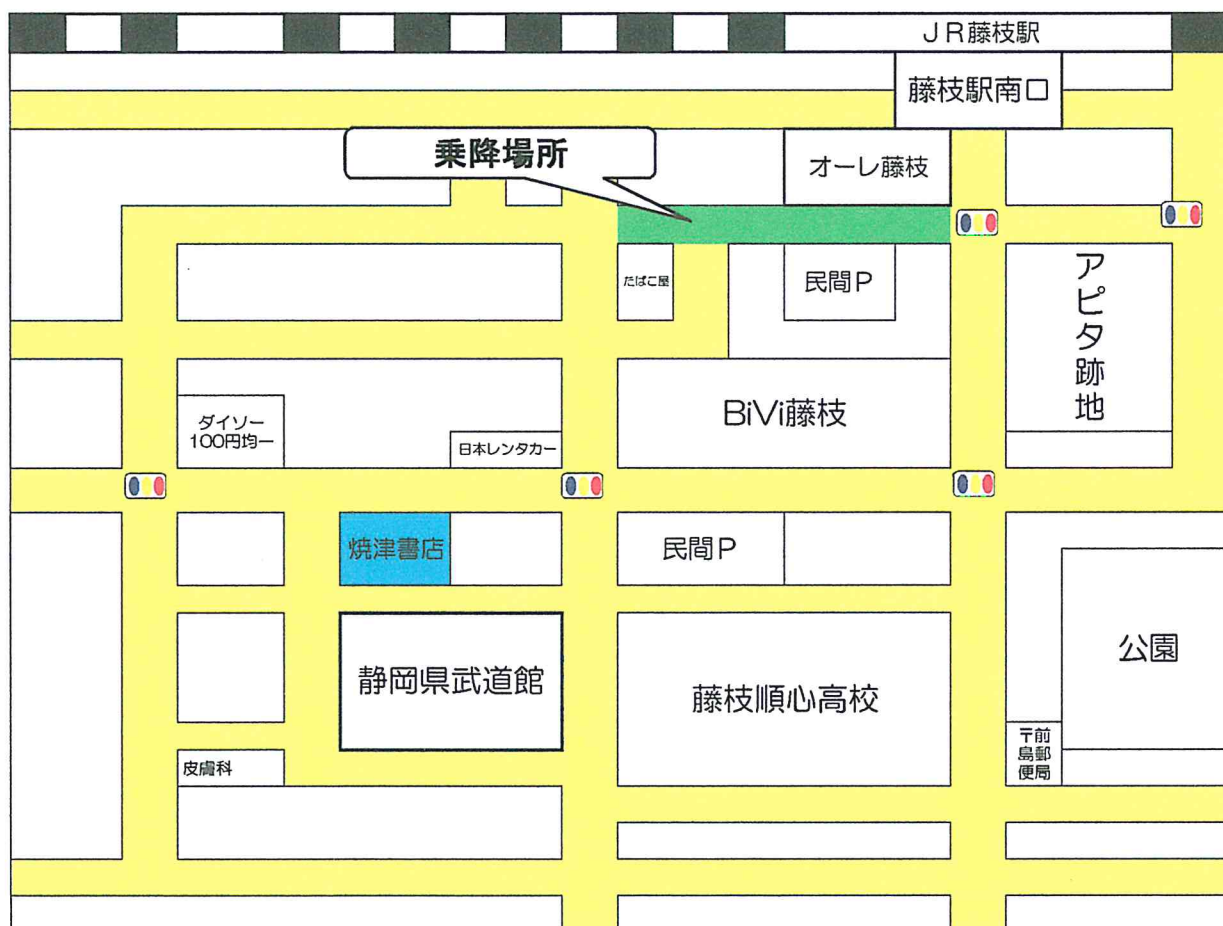 JR藤枝駅
藤枝駅南口
乗降場所
オーレ藤枝
たばこ屋
民間P
アピタ跡地
BiVi藤枝
ダイソー
100円均一
日本レンタカー
焼津書店
民間P
静岡県武道館
藤枝順心高校
公園
〒前
島郵
便局
皮膚科